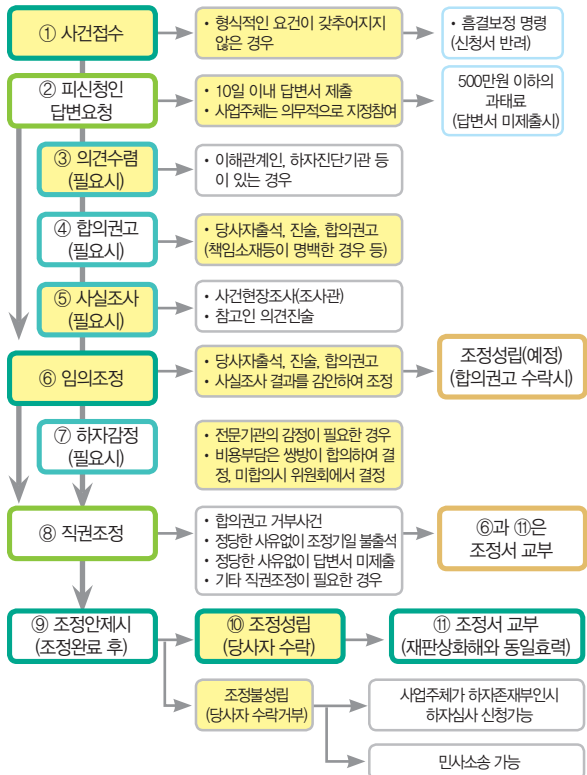 ① 사건접수
• 형식적인 요건이 갖추어지지
않은 경우
• 흠결보정 명령
(신청서 반려)
② 피신청인
답변요청
• 10일 이내 답변서 제출
• 사업주체는 의무적으로 지정참여
500만원 이하의
과태료
(답변서 미제출시)
③ 의견수렴
(필요시)
• 이해관계인, 하자진단기관 등
이 있는 경우
④ 합의권고
(필요시)
• 당사자출석, 진술, 합의권고
(책임소재등이 명백한 경우 등)
⑤ 사실조사
(필요시)
• 사건현장조사(조사관)
• 참고인 의견진술
⑥ 임의조정
• 당사자출석, 진술, 합의권고
• 사실조사 결과를 감안하여 조정
조정성립(예정)
(합의권고 수락시)
⑦ 하자감정
(필요시)
• 전문기관의 감정이 필요한 경우
• 비용부담은 쌍방이 합의하여 결
정, 미합의시 위원회에서 결정
⑧ 직권조정
• 합의권고 거부사건
• 정당한 사유없이 조정기일 불출석
• 정당한 사유없이 답변서 미제출
• 기타 직권조정이 필요한 경우
⑥과 ⑪은
조정서 교부
⑨ 조정안제시
(조정완료 후)
⑩ 조정성립
(당사자 수락)
⑪ 조정서 교부
(재판상화해와 동일효력)
조정불성립
(당사자 수락거부)
사업주체가 하자존재부인시
하자심사 신청가능
민사소송 가능